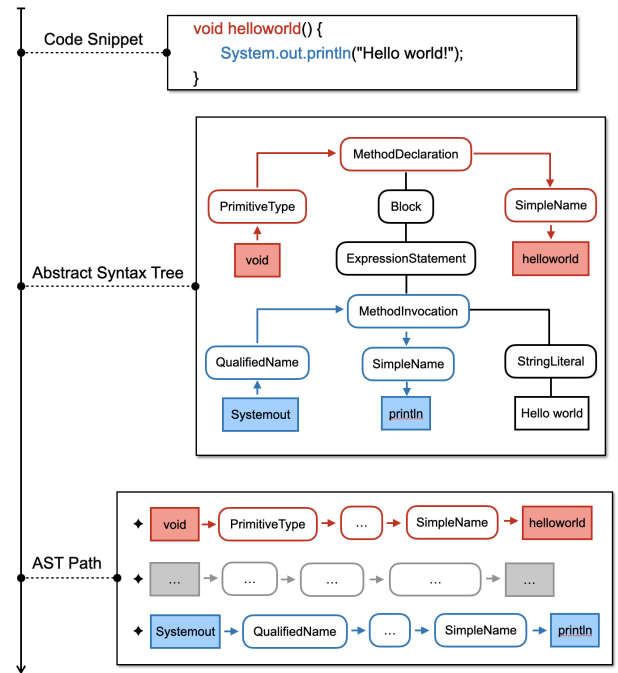 Code Snippet
void helloworld() {
System.out.println("Hello world!");
}
Abstract Syntax Tree
MethodDeclaration
PrimitiveType
Block
SimpleName
void
ExpressionStatement
helloworld
MethodInvocation
QualifiedName
SimpleName
StringLiteral
Systemout
println
Hello world
AST Path
void PrimitiveType ... SimpleName helloworld
... ... ... ... ...
Systemout QualifiedName ... SimpleName println